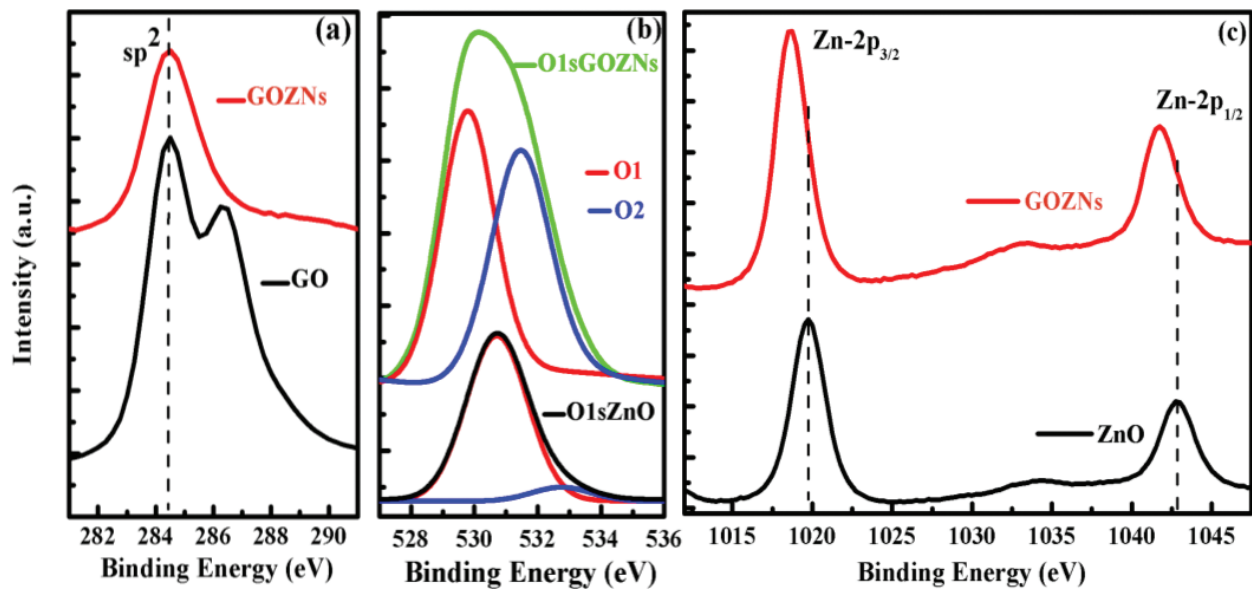 (a)
sp2
GOZNs
GO
282 284 286 288 290
Binding Energy (eV)
Intensity (a.u.)
(b)
O1sGOZNs
O1
O2
O1sZnO
528 530 532 534 536
Binding Energy (eV)
(c)
Zn-2p3/2
Zn-2p1/2
GOZNs
ZnO
1015 1020 1025 1030 1035 1040 1045
Binding Energy (eV)